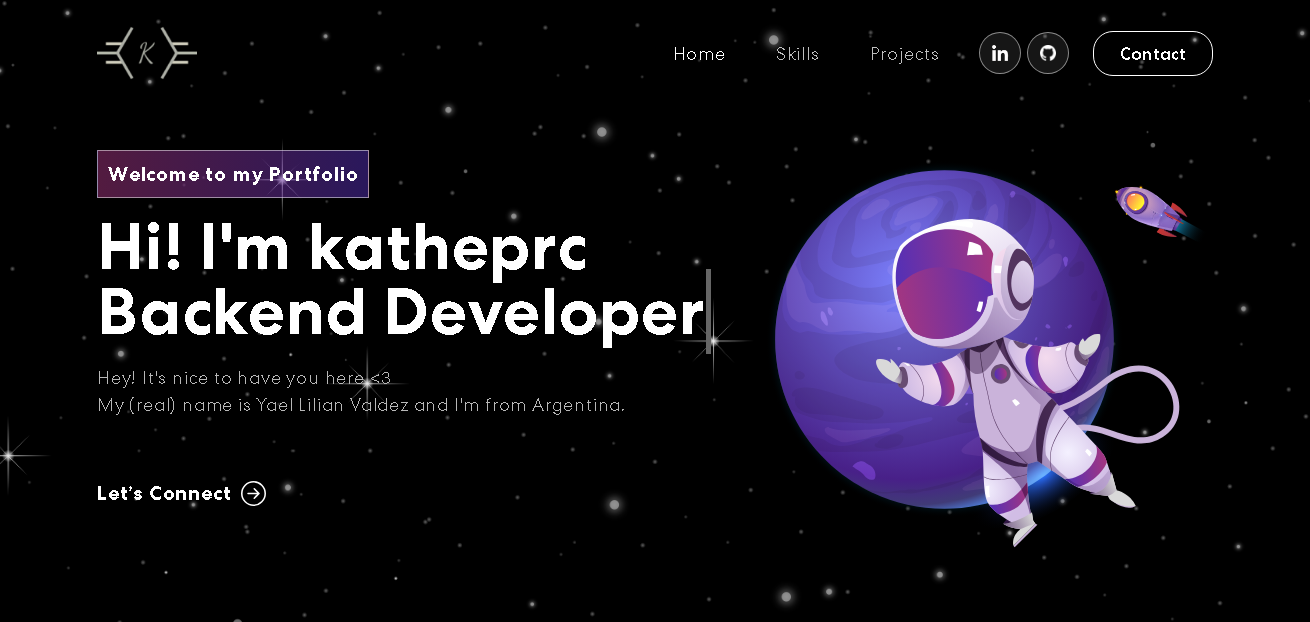 K
Home Skills Projects in Contact
Welcome to my Portfolio
Hi! I'm katheprc
Backend Developer
Hey! It's nice to have you here <3
My (real) name is Yael Lilian Valdez and I'm from Argentina.
Let’s Connect